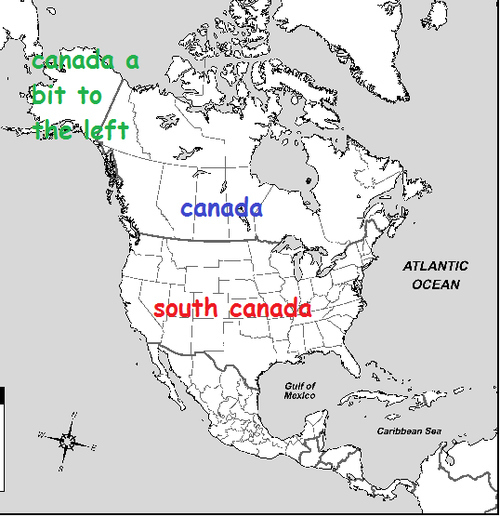 canada a
bit to
the left
canada
ATLANTIC
OCEAN
south canada
Gulf of
Mexico
Caribbean Sea
N
W
E
S